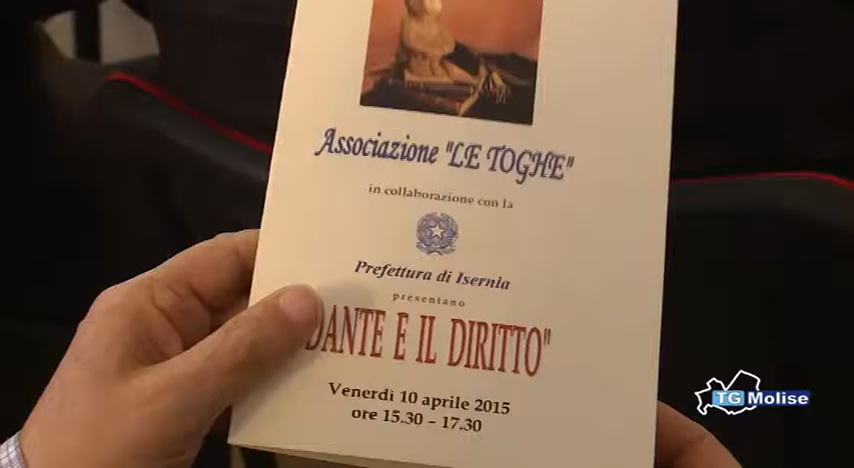 Associazione "LE TOGHE"
in collaborazione con la
Prefettura di Isernia
presentano
DANTE E IL DIRITTO"
Venerdì 10 aprile 2015
ore 15.30 - 17.30
TG Molise